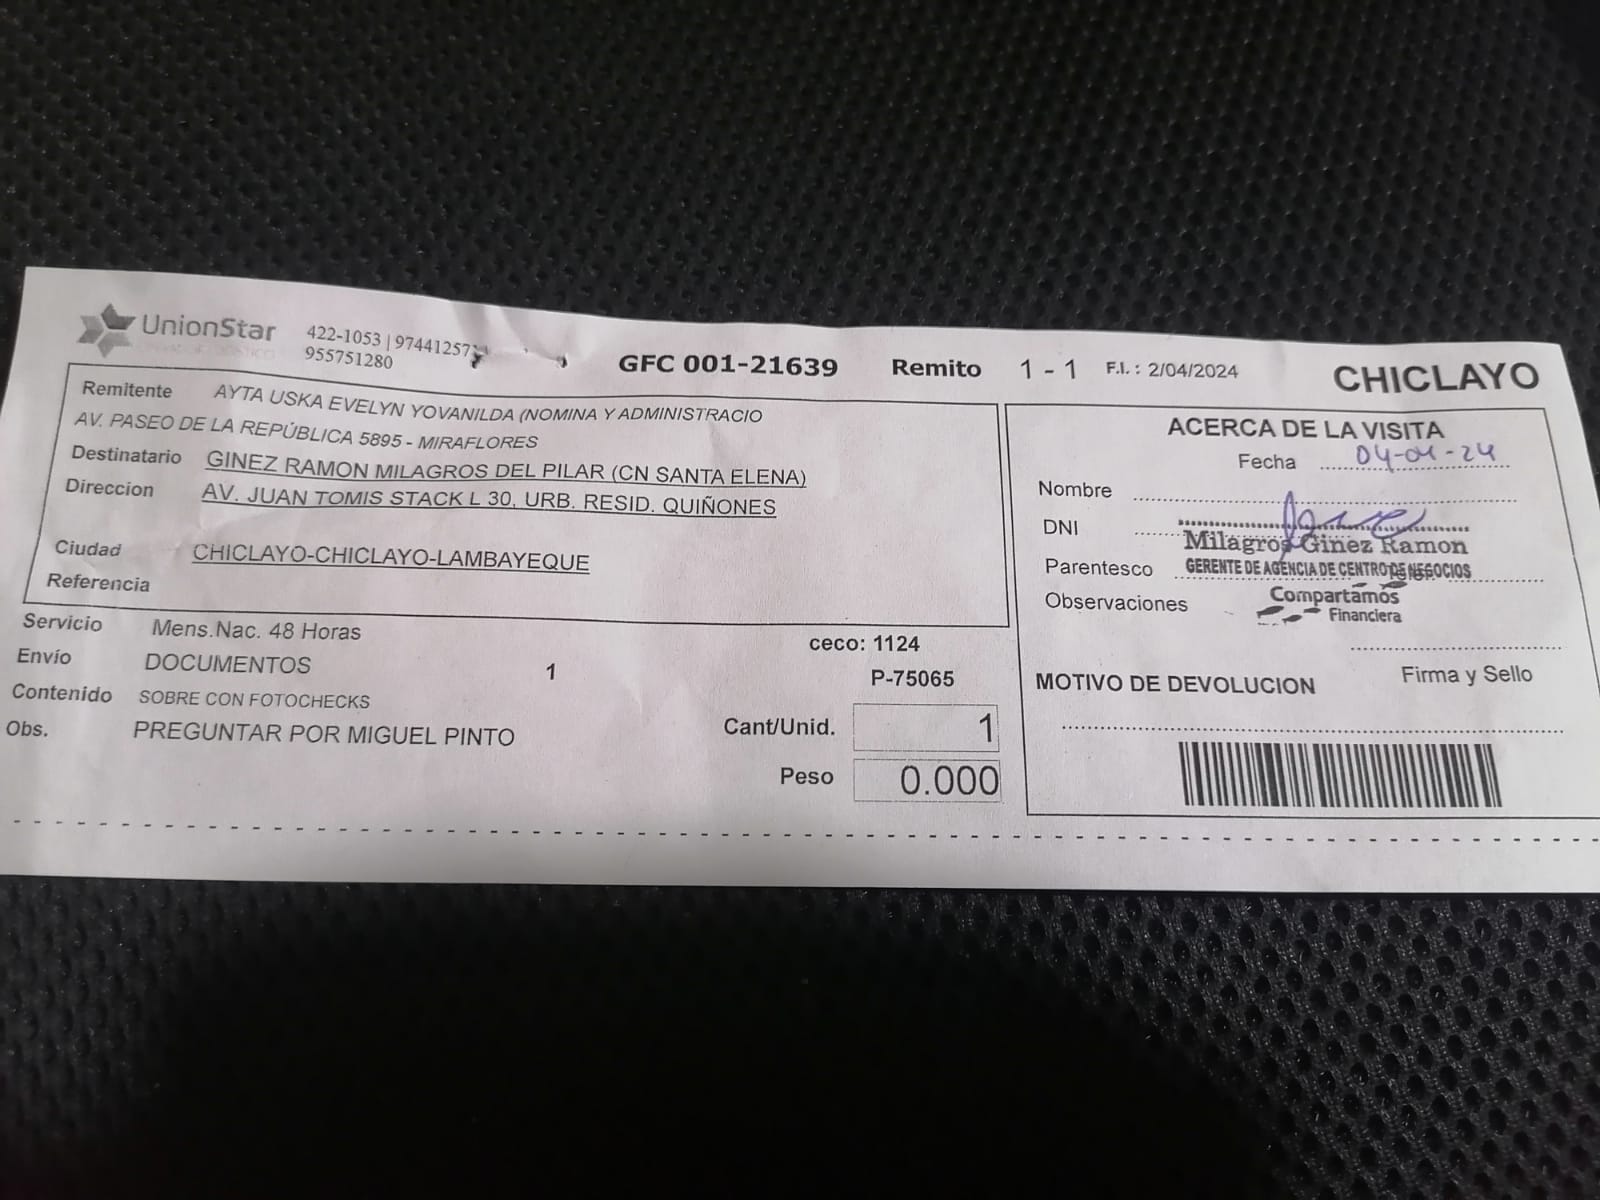 UnionStar
422-1053 | 97441257
955751280
GFC 001-21639 Remito 1 - 1 F.I. : 2/04/2024 CHICLAYO
Remitente AYTA USKA EVELYN YOVANILDA (NOMINA Y ADMINISTRACIO
AV. PASEO DE LA REPÚBLICA 5895 - MIRAFLORES
Destinatario GINEZ RAMON MILAGROS DEL PILAR (CN SANTA ELENA)
Direccion AV. JUAN TOMIS STACK L 30, URB. RESID. QUIÑONES
Ciudad CHICLAYO-CHICLAYO-LAMBAYEQUE
Referencia
Servicio Mens.Nac. 48 Horas
Envío DOCUMENTOS 1
Contenido SOBRE CON FOTOCHECKS
Obs. PREGUNTAR POR MIGUEL PINTO
ceco: 1124
P-75065
Cant/Unid. 1
Peso 0.000
ACERCA DE LA VISITA
Fecha 04-04-24
Nombre
DNI
Milagros Ginez Ramon
Parentesco GERENTE DE AGENCIA DE CENTRO DE NEGOCIOS
Observaciones Compartamos
Financiera
Firma y Sello
MOTIVO DE DEVOLUCION